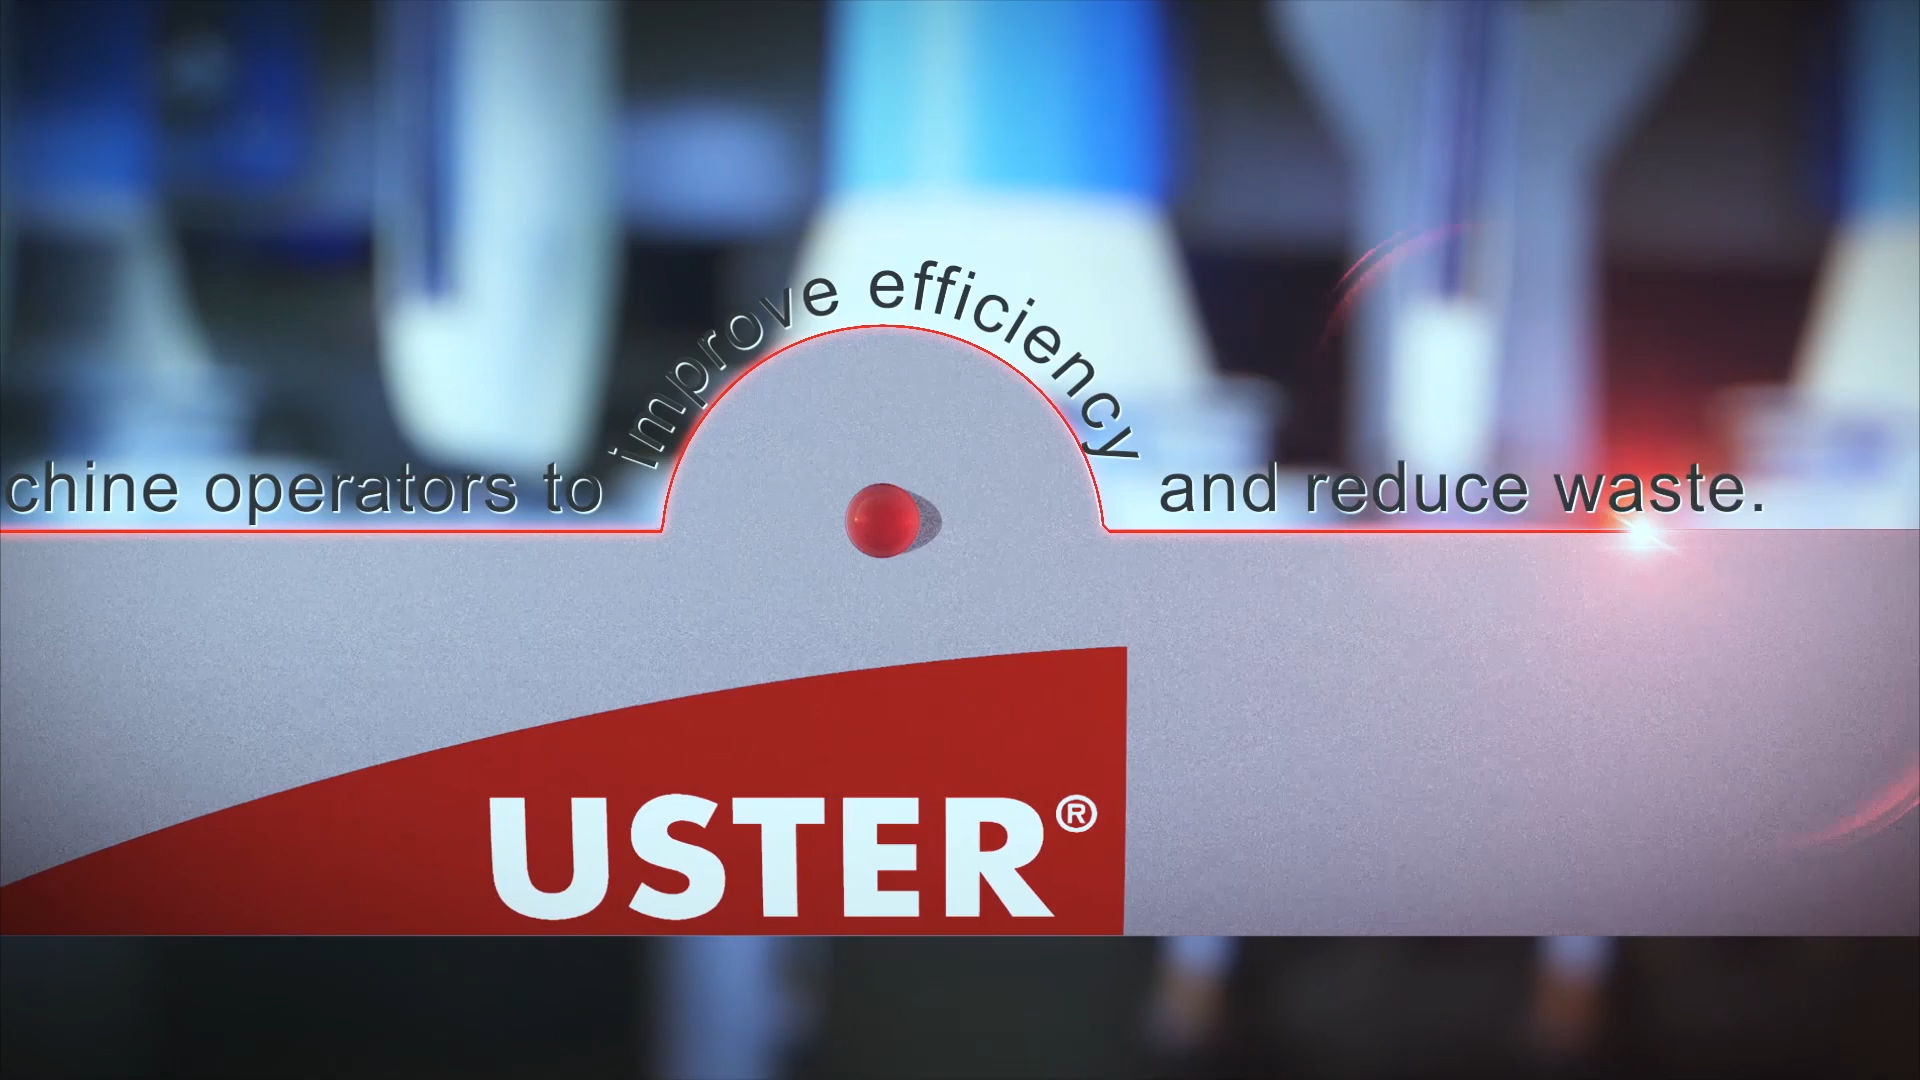 chine operators to improve efficiency and reduce waste.
USTER®